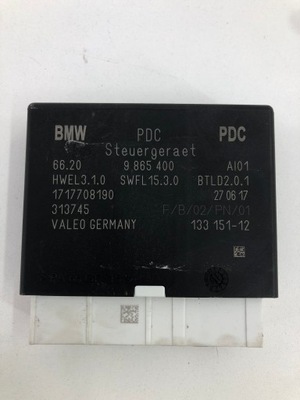 BMW PDC PDC
Steuergeraet
66.20 9 865 400 AI01
HWEL3.1.0 SWFL15.3.0 BTLD2.0.1
1717708190 27 06 17
313745 F/B/02/PN/01
VALEO GERMANY 133 151-12